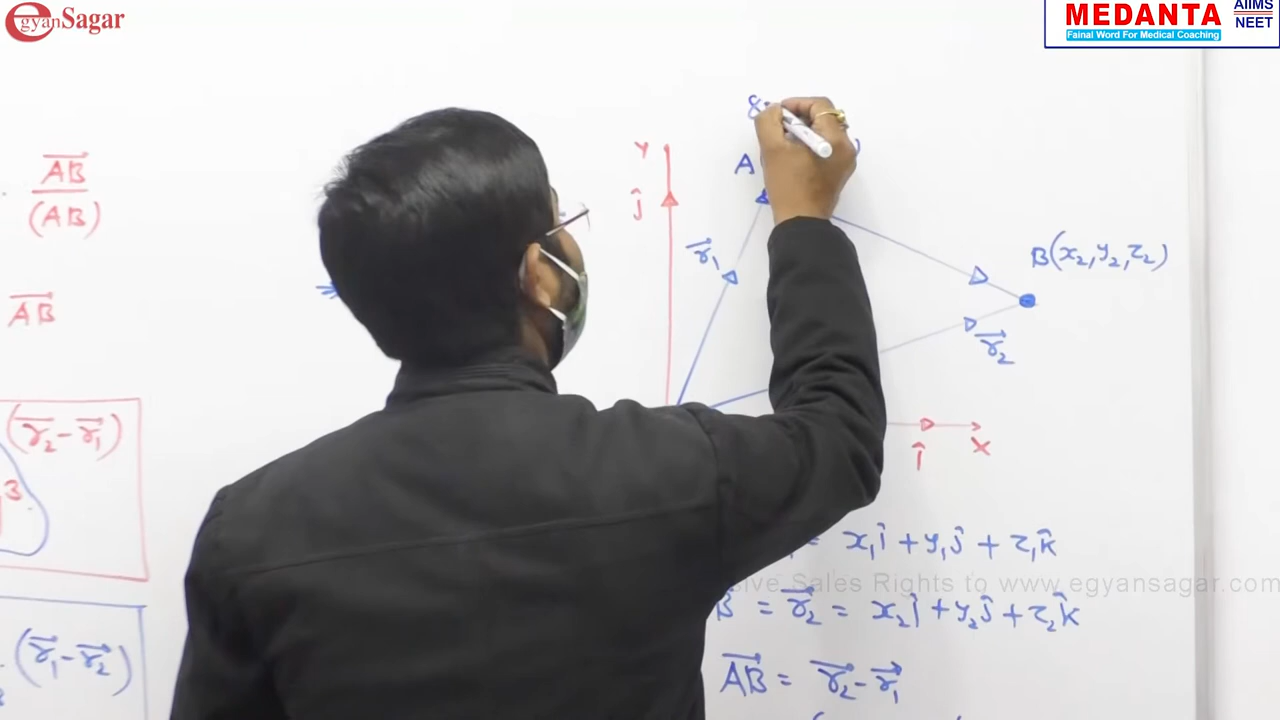 egyanSagar
MEDANTA
Fainal Word For Medical Coaching
AIIMS
NEET
AB
(AB)
AB
(r₂ - r₁)
3
(r₁ - r₂)
Y
ĵ
A
r₁
B(x₂, y₂, z₂)
r₂
î
X
= x₁î + y₁ĵ + z₁k̂
Sales Rights to www.egyansagar.com
B = r₂ = x₂î + y₂ĵ + z₂k̂
AB = r₂ - r₁